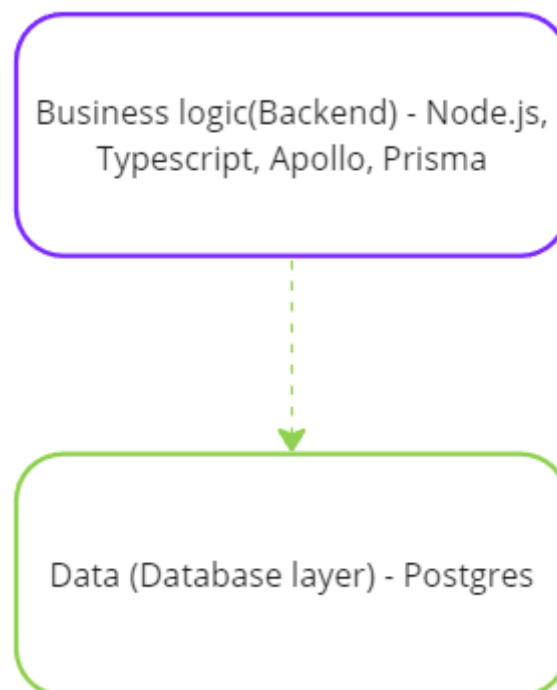 Business logic(Backend) - Node.js,
Typescript, Apollo, Prisma
Data (Database layer) - Postgres